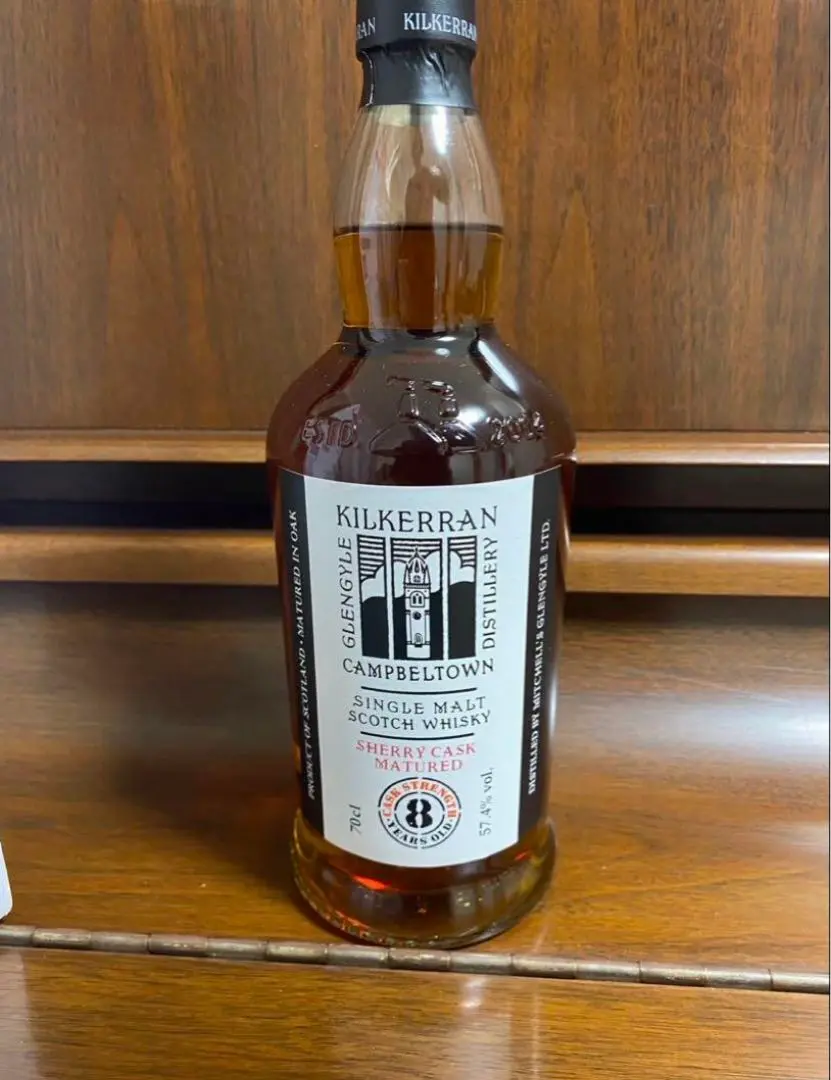 KILKERRAN
ESTD 2004
KILKERRAN
GLENGYLE
DISTILLERY
CAMPBELTOWN
SINGLE MALT
SCOTCH WHISKY
SHERRY CASK
MATURED
CASK STRENGTH
8
YEARS OLD
70cl
57.4% vol.
PRODUCT OF SCOTLAND • MATURED IN OAK
DISTILLED BY MITCHELL'S GLENGYLE LTD.